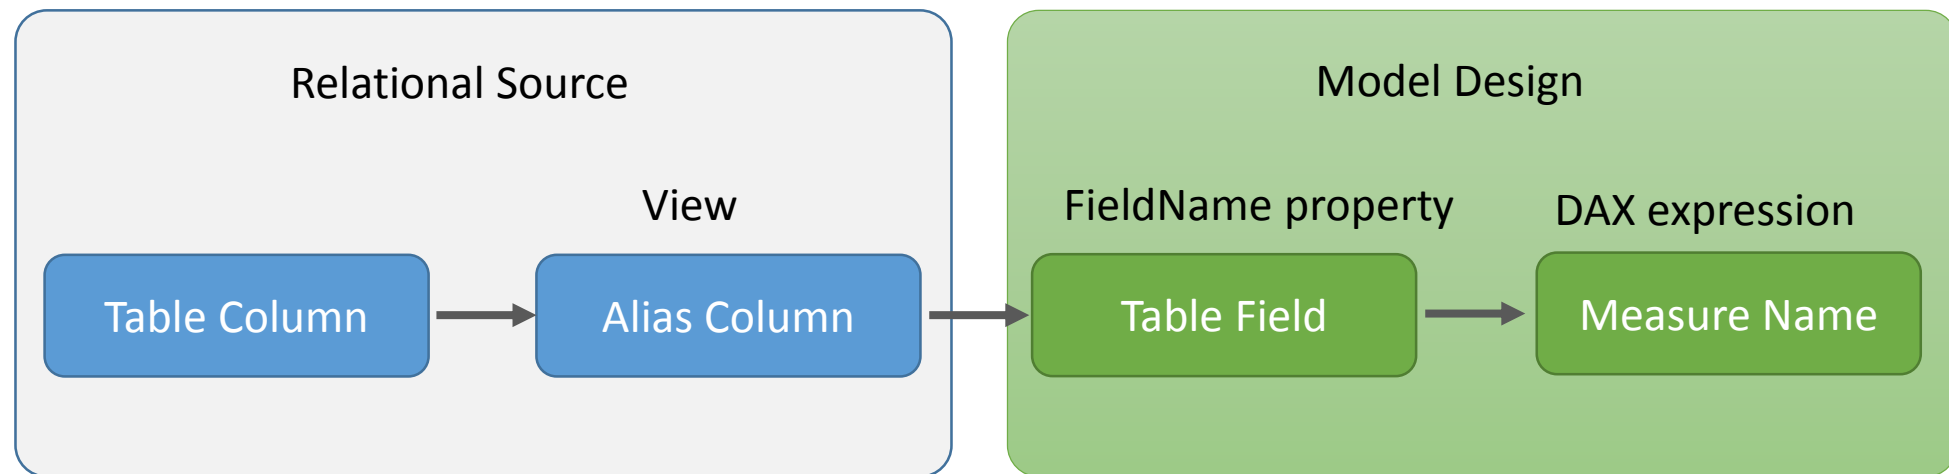 Relational Source
View
Table Column
Alias Column
Model Design
FieldName property
DAX expression
Table Field
Measure Name